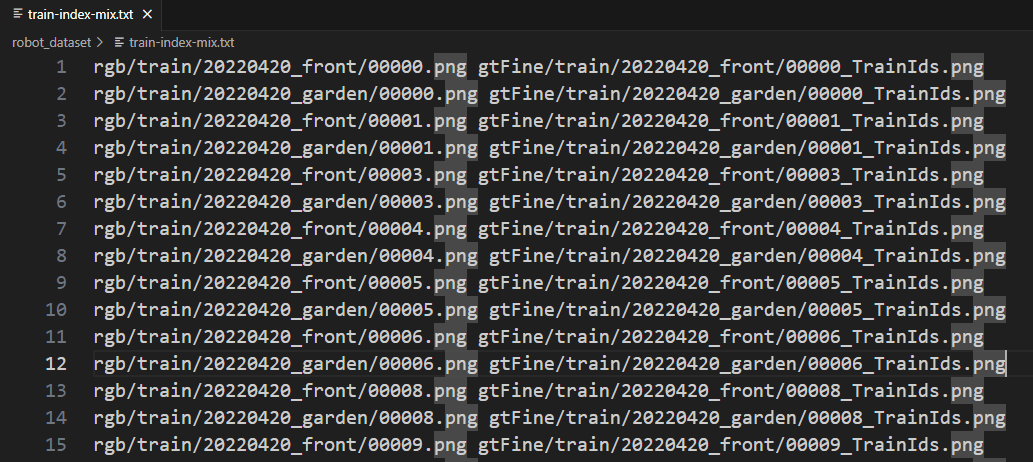 train-index-mix.txt
robot_dataset > train-index-mix.txt
1 rgb/train/20220420_front/00000.png gtFine/train/20220420_front/00000_TrainIds.png
2 rgb/train/20220420_garden/00000.png gtFine/train/20220420_garden/00000_TrainIds.png
3 rgb/train/20220420_front/00001.png gtFine/train/20220420_front/00001_TrainIds.png
4 rgb/train/20220420_garden/00001.png gtFine/train/20220420_garden/00001_TrainIds.png
5 rgb/train/20220420_front/00003.png gtFine/train/20220420_front/00003_TrainIds.png
6 rgb/train/20220420_garden/00003.png gtFine/train/20220420_garden/00003_TrainIds.png
7 rgb/train/20220420_front/00004.png gtFine/train/20220420_front/00004_TrainIds.png
8 rgb/train/20220420_garden/00004.png gtFine/train/20220420_garden/00004_TrainIds.png
9 rgb/train/20220420_front/00005.png gtFine/train/20220420_front/00005_TrainIds.png
10 rgb/train/20220420_garden/00005.png gtFine/train/20220420_garden/00005_TrainIds.png
11 rgb/train/20220420_front/00006.png gtFine/train/20220420_front/00006_TrainIds.png
12 rgb/train/20220420_garden/00006.png gtFine/train/20220420_garden/00006_TrainIds.png
13 rgb/train/20220420_front/00008.png gtFine/train/20220420_front/00008_TrainIds.png
14 rgb/train/20220420_garden/00008.png gtFine/train/20220420_garden/00008_TrainIds.png
15 rgb/train/20220420_front/00009.png gtFine/train/20220420_front/00009_TrainIds.png